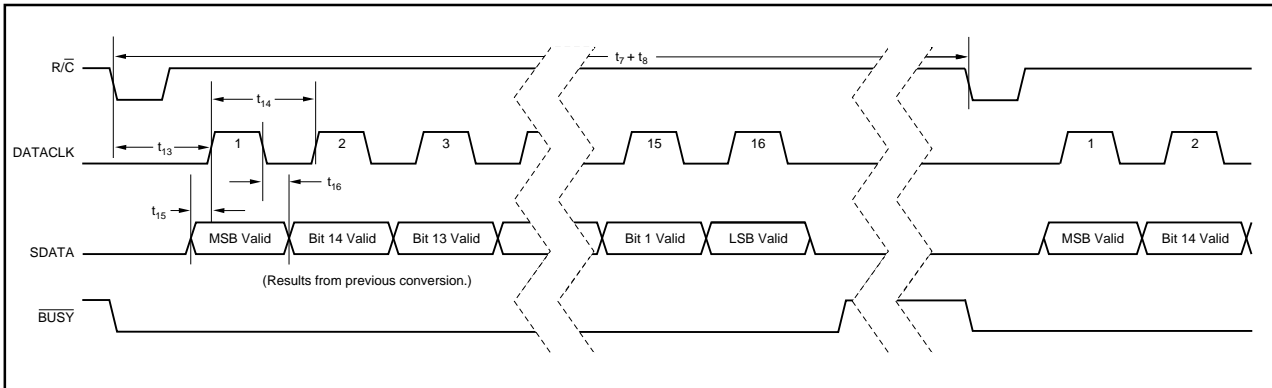 t7 + t8
R/C̅
t14
DATACLK
t13
1
2
3
15
16
1
2
t16
t15
SDATA
MSB Valid
Bit 14 Valid
Bit 13 Valid
Bit 1 Valid
LSB Valid
MSB Valid
Bit 14 Valid
(Results from previous conversion.)
B̅U̅S̅Y̅